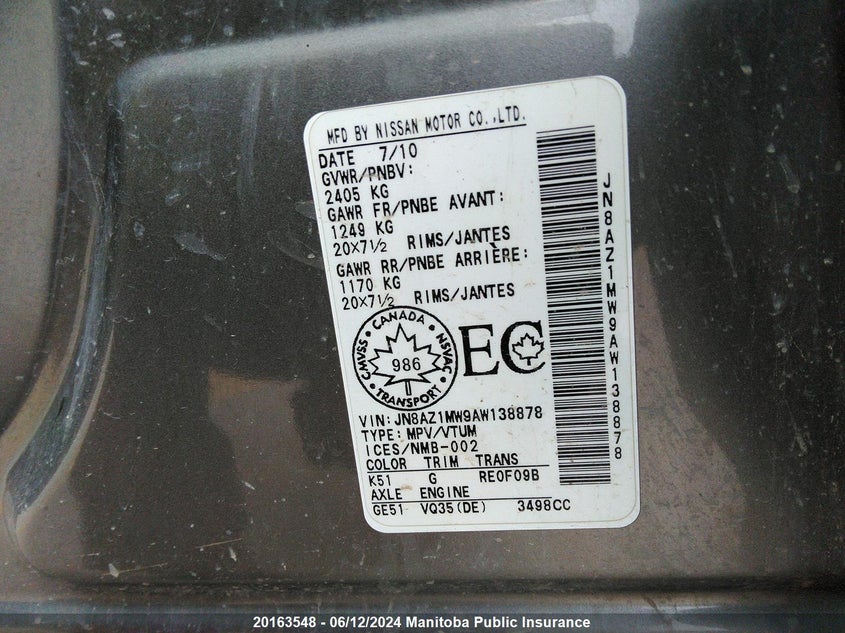 MFD BY NISSAN MOTOR CO.,LTD.
DATE 7/10
GVWR/PNBV:
2405 KG
GAWR FR/PNBE AVANT:
1249 KG
20X7½ RIMS/JANTES
GAWR RR/PNBE ARRIÈRE:
1170 KG
20X7½ RIMS/JANTES
CANADA
CMVSS • NSVAC
986
TRANSPORT
EC
VIN:JN8AZ1MW9AW138878
TYPE:MPV/VTUM
ICES/NMB-002
COLOR TRIM TRANS
K51 G RE0F09B
AXLE ENGINE
GE51 VQ35(DE) 3498CC
JN8AZ1MW9AW138878
20163548 - 06/12/2024 Manitoba Public Insurance